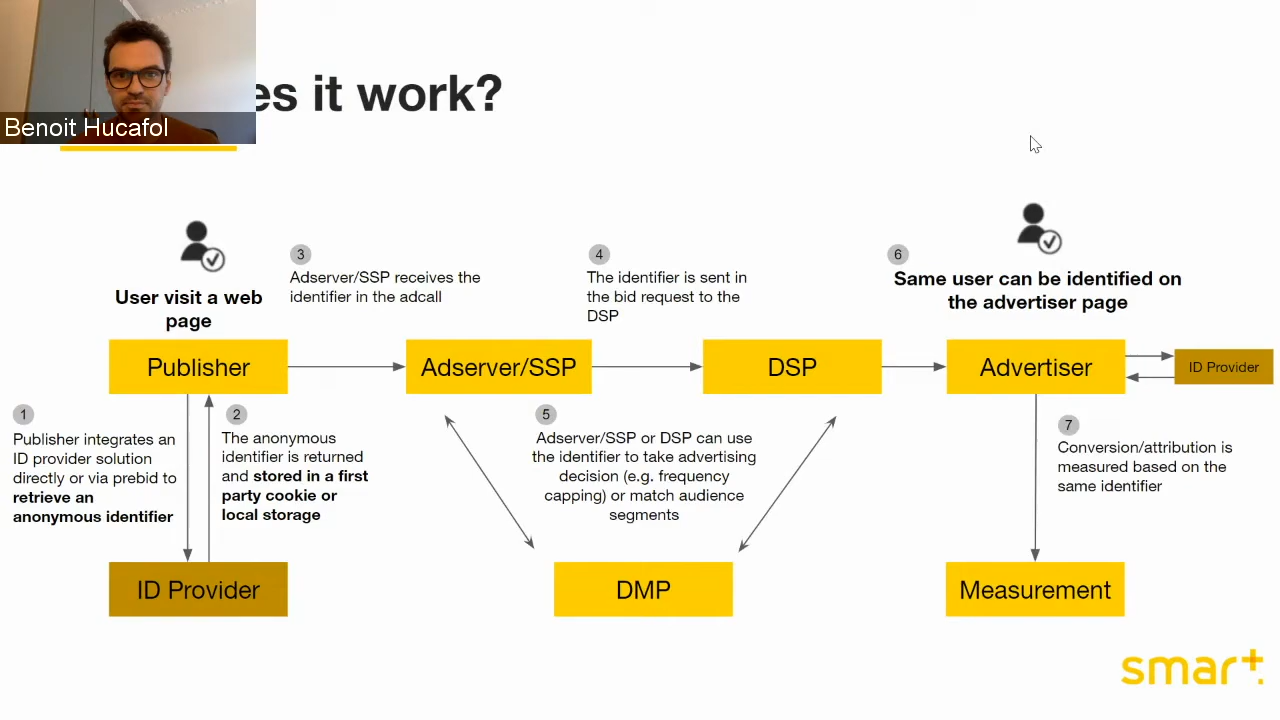 es it work?
Benoit Hucafol
User visit a web
page
3
Adserver/SSP receives the
identifier in the adcall
4
The identifier is sent in
the bid request to the
DSP
6
Same user can be identified on
the advertiser page
Publisher
Adserver/SSP
DSP
Advertiser
ID Provider
1
Publisher integrates an
ID provider solution
directly or via prebid to
retrieve an
anonymous identifier
2
The anonymous
identifier is returned
and stored in a first
party cookie or
local storage
5
Adserver/SSP or DSP can use
the identifier to take advertising
decision (e.g. frequency
capping) or match audience
segments
7
Conversion/attribution is
measured based on the
same identifier
ID Provider
DMP
Measurement
smart